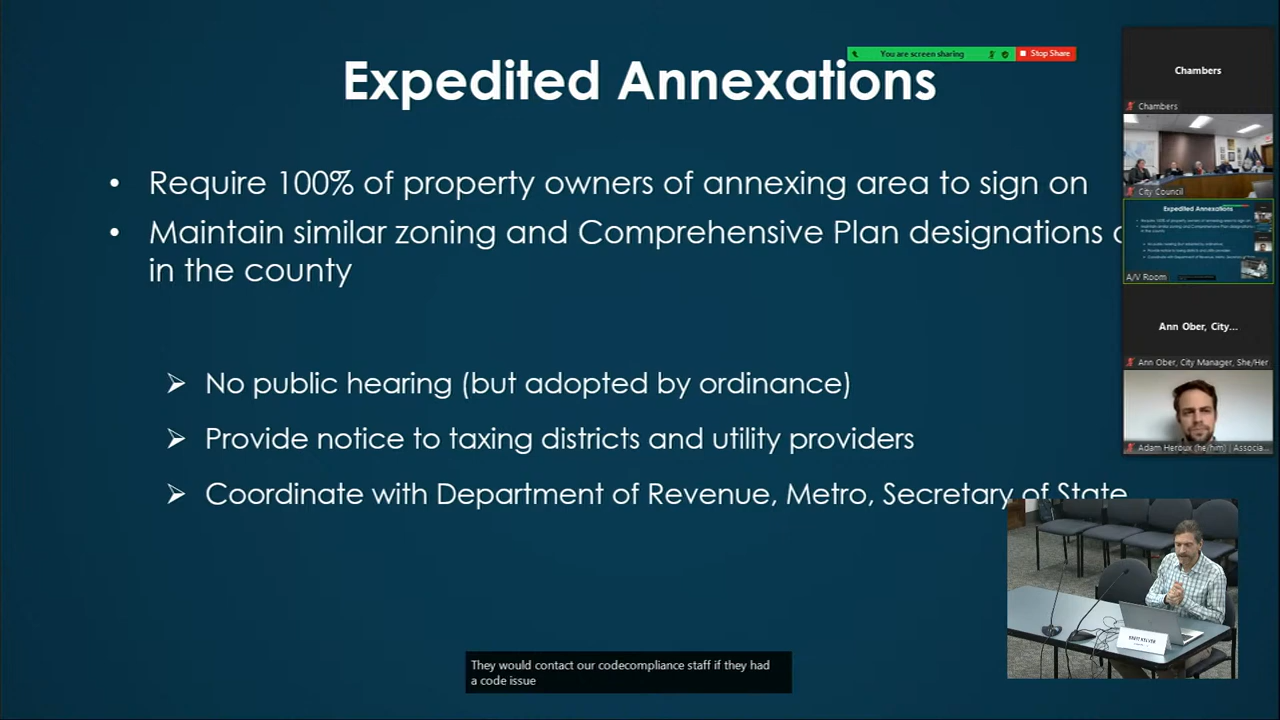 You are screen sharing
Stop Share
Expedited Annexations
• Require 100% of property owners of annexing area to sign on
• Maintain similar zoning and Comprehensive Plan designations
in the county
➢ No public hearing (but adopted by ordinance)
➢ Provide notice to taxing districts and utility providers
➢ Coordinate with Department of Revenue, Metro, Secretary of State
They would contact our codecompliance staff if they had
a code issue
Chambers
Chambers
City Council
Expedited Annexations
A/V Room
Ann Ober, City...
Ann Ober, City Manager, She/Her
Adam Heroux (he/him) | Associa...